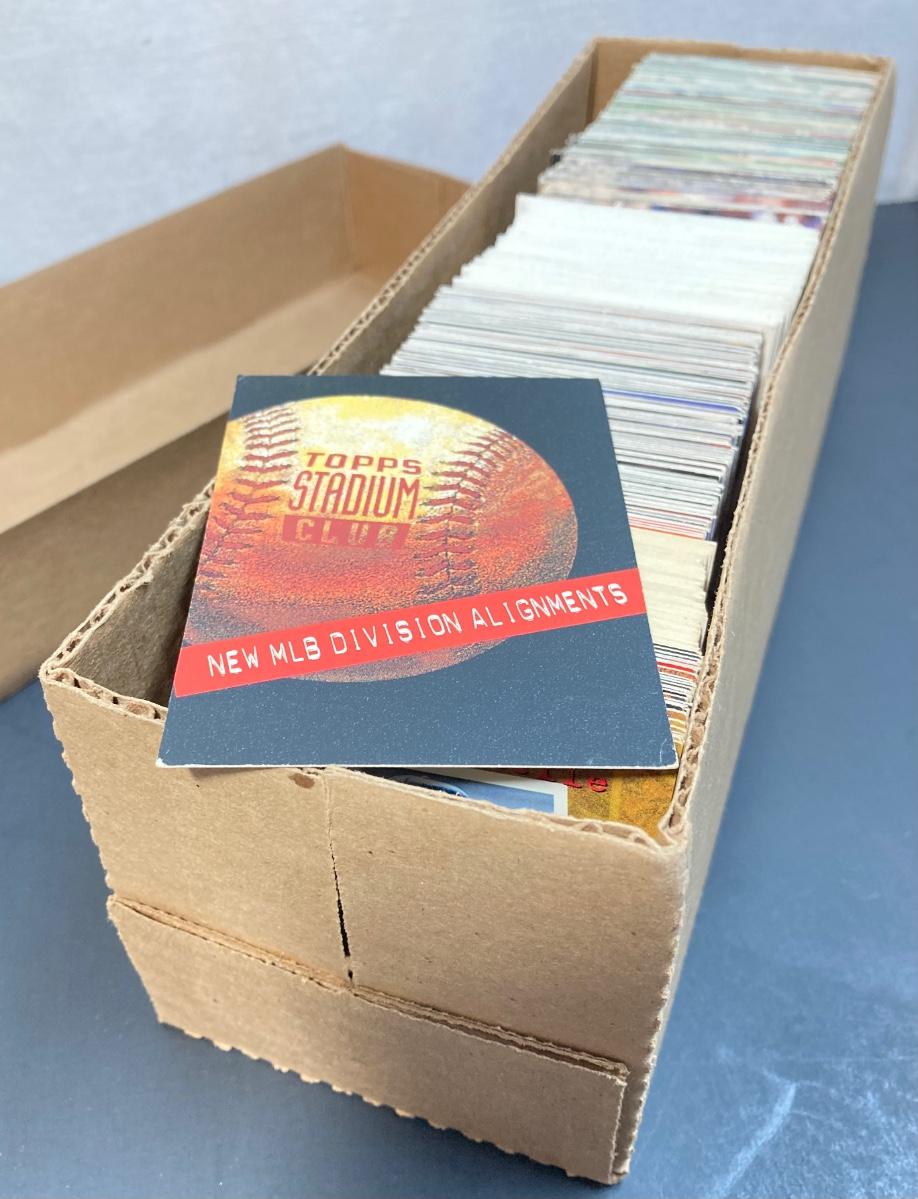 TOPPS
STADIUM
CLUB
NEW MLB DIVISION ALIGNMENTS